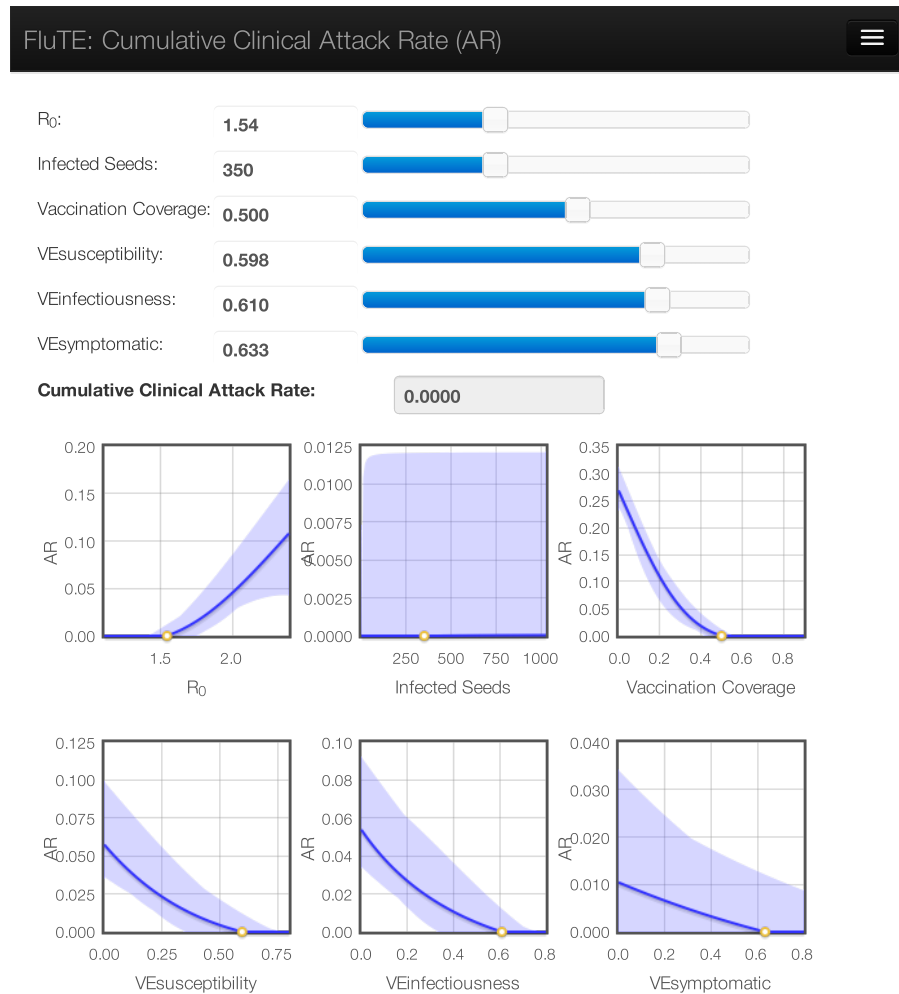 FluTE: Cumulative Clinical Attack Rate (AR)
R0: 1.54
Infected Seeds: 350
Vaccination Coverage: 0.500
VEsusceptibility: 0.598
VEinfectiousness: 0.610
VEsymptomatic: 0.633
Cumulative Clinical Attack Rate: 0.0000
0.20
0.15
0.10
0.05
0.00
AR
1.5 2.0
R0
0.0125
0.0100
0.0075
0.0050
0.0025
0.0000
AR
250 500 750 1000
Infected Seeds
0.35
0.30
0.25
0.20
0.15
0.10
0.05
0.00
AR
0.0 0.2 0.4 0.6 0.8
Vaccination Coverage
0.125
0.100
0.075
0.050
0.025
0.000
AR
0.00 0.25 0.50 0.75
VEsusceptibility
0.10
0.08
0.06
0.04
0.02
0.00
AR
0.0 0.2 0.4 0.6 0.8
VEinfectiousness
0.040
0.030
0.020
0.010
0.000
AR
0.0 0.2 0.4 0.6 0.8
VEsymptomatic